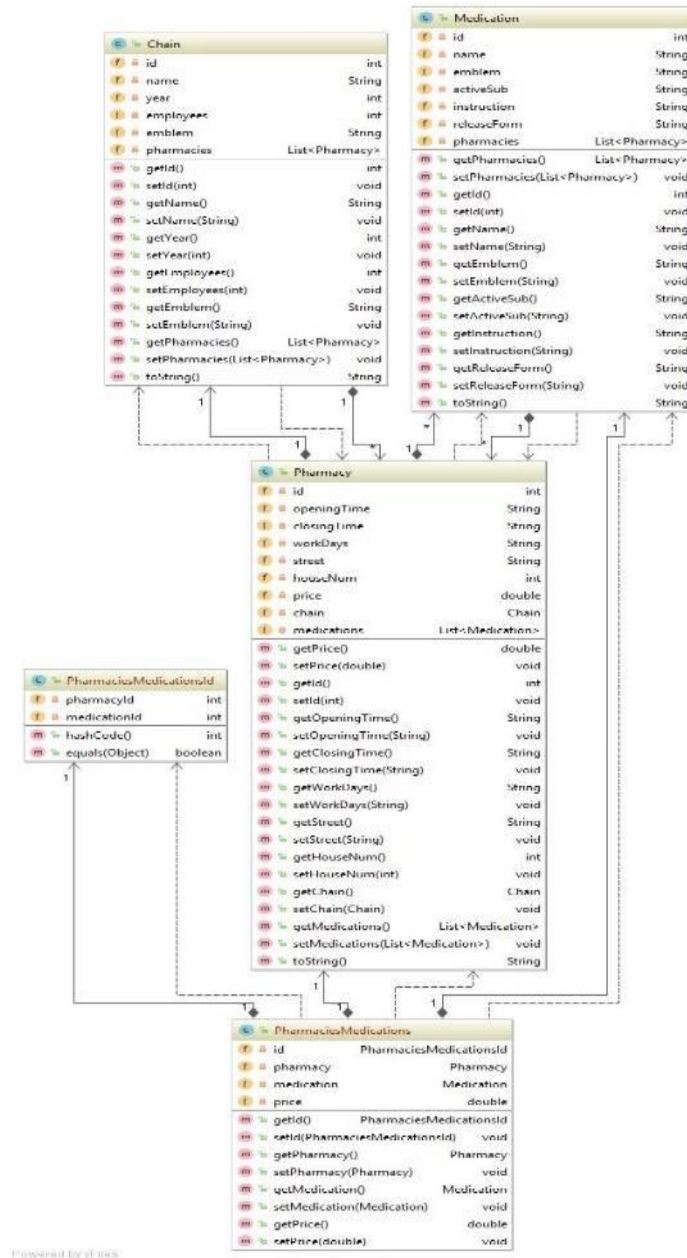 Chain
id int
name String
year int
employees int
emblem String
pharmacies List<Pharmacy>
getId() int
setId(int) void
getName() String
setName(String) void
getYear() int
setYear(int) void
getEmployees() int
setEmployees(int) void
getEmblem() String
setEmblem(String) void
getPharmacies() List<Pharmacy>
setPharmacies(List<Pharmacy>) void
toString() String
Medication
id int
name String
emblem String
activeSub String
instruction String
releaseForm String
pharmacies List<Pharmacy>
getPharmacies() List<Pharmacy>
setPharmacies(List<Pharmacy>) void
getId() int
setId(int) void
getName() String
setName(String) void
getEmblem() String
setEmblem(String) void
getActiveSub() String
setActiveSub(String) void
getInstruction() String
setInstruction(String) void
getReleaseForm() String
setReleaseForm(String) void
toString() String
1 1 * 1 * 1 1
1 * 1 *
Pharmacy
id int
openingTime String
closingTime String
workDays String
street String
houseNum int
price double
chain Chain
medications List<Medication>
getPrice() double
setPrice(double) void
getId() int
setId(int) void
getOpeningTime() String
setOpeningTime(String) void
getClosingTime() String
setClosingTime(String) void
getWorkDays() String
setWorkDays(String) void
getStreet() String
setStreet(String) void
getHouseNum() int
setHouseNum(int) void
getChain() Chain
setChain(Chain) void
getMedications() List<Medication>
setMedications(List<Medication>) void
toString() String
PharmaciesMedicationsId
pharmacyId int
medicationId int
hashCode() int
equals(Object) boolean
1
1
1 1 1
PharmaciesMedications
id PharmaciesMedicationsId
pharmacy Pharmacy
medication Medication
price double
getId() PharmaciesMedicationsId
setId(PharmaciesMedicationsId) void
getPharmacy() Pharmacy
setPharmacy(Pharmacy) void
getMedication() Medication
setMedication(Medication) void
getPrice() double
setPrice(double) void
Powered by yFiles